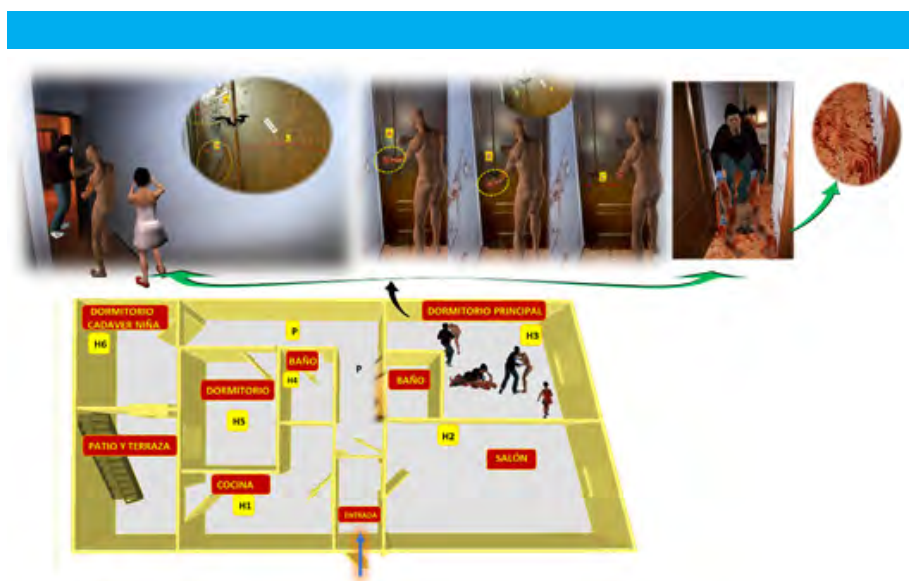 DORMITORIO
CADAVER NIÑA
H6
P
DORMITORIO PRINCIPAL
H3
BAÑO
H4
P
BAÑO
DORMITORIO
H5
H2
PATIO Y TERRAZA
SALÓN
COCINA
H1
ENTRADA